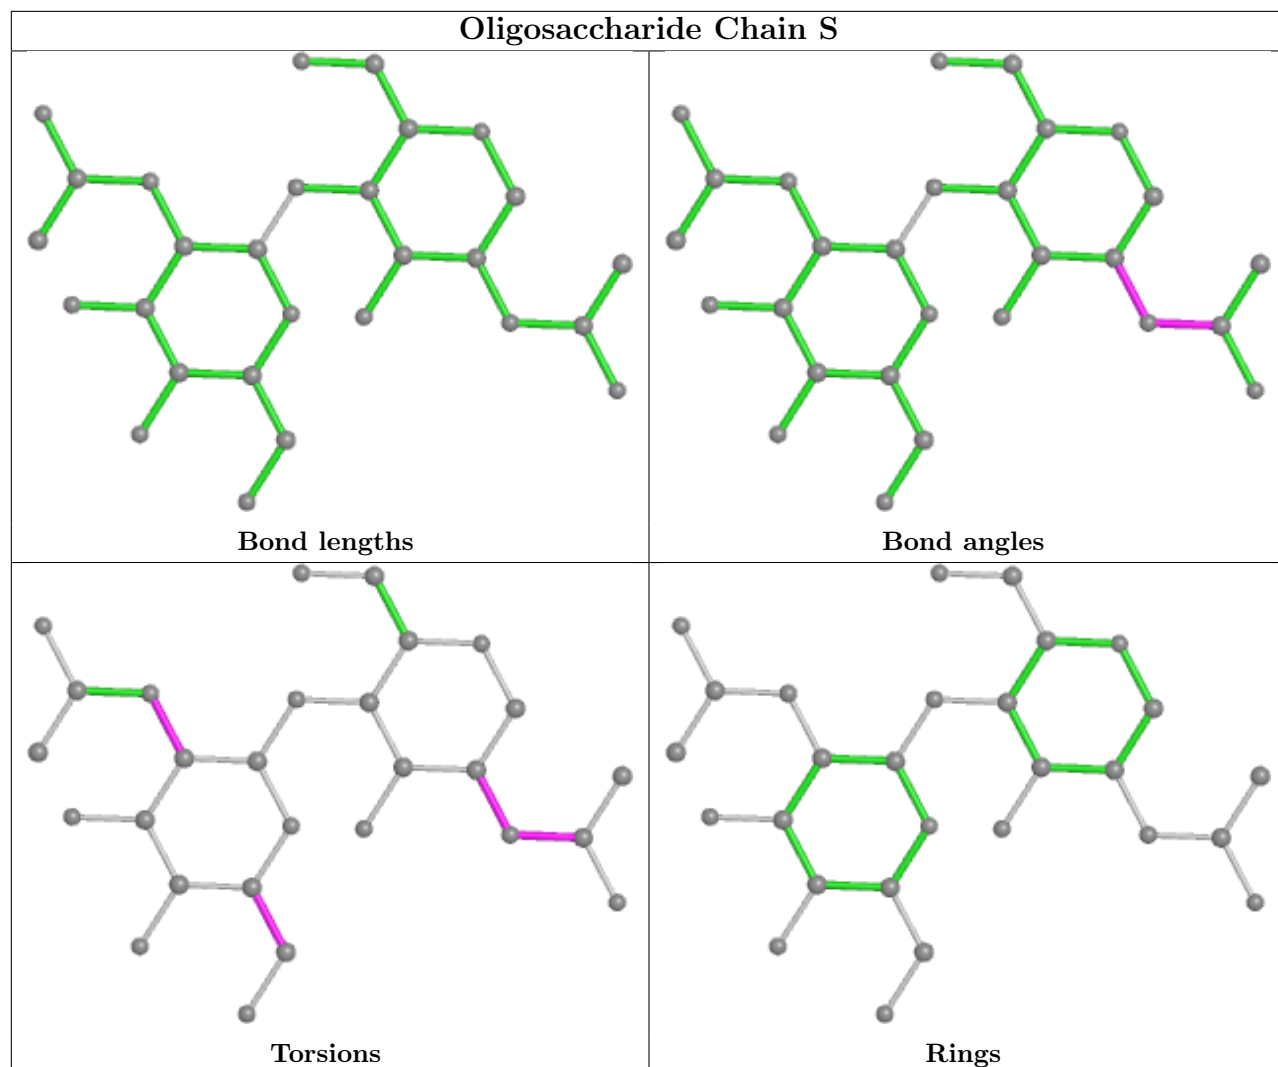 Oligosaccharide Chain S
Bond lengths
Bond angles
Torsions
Rings